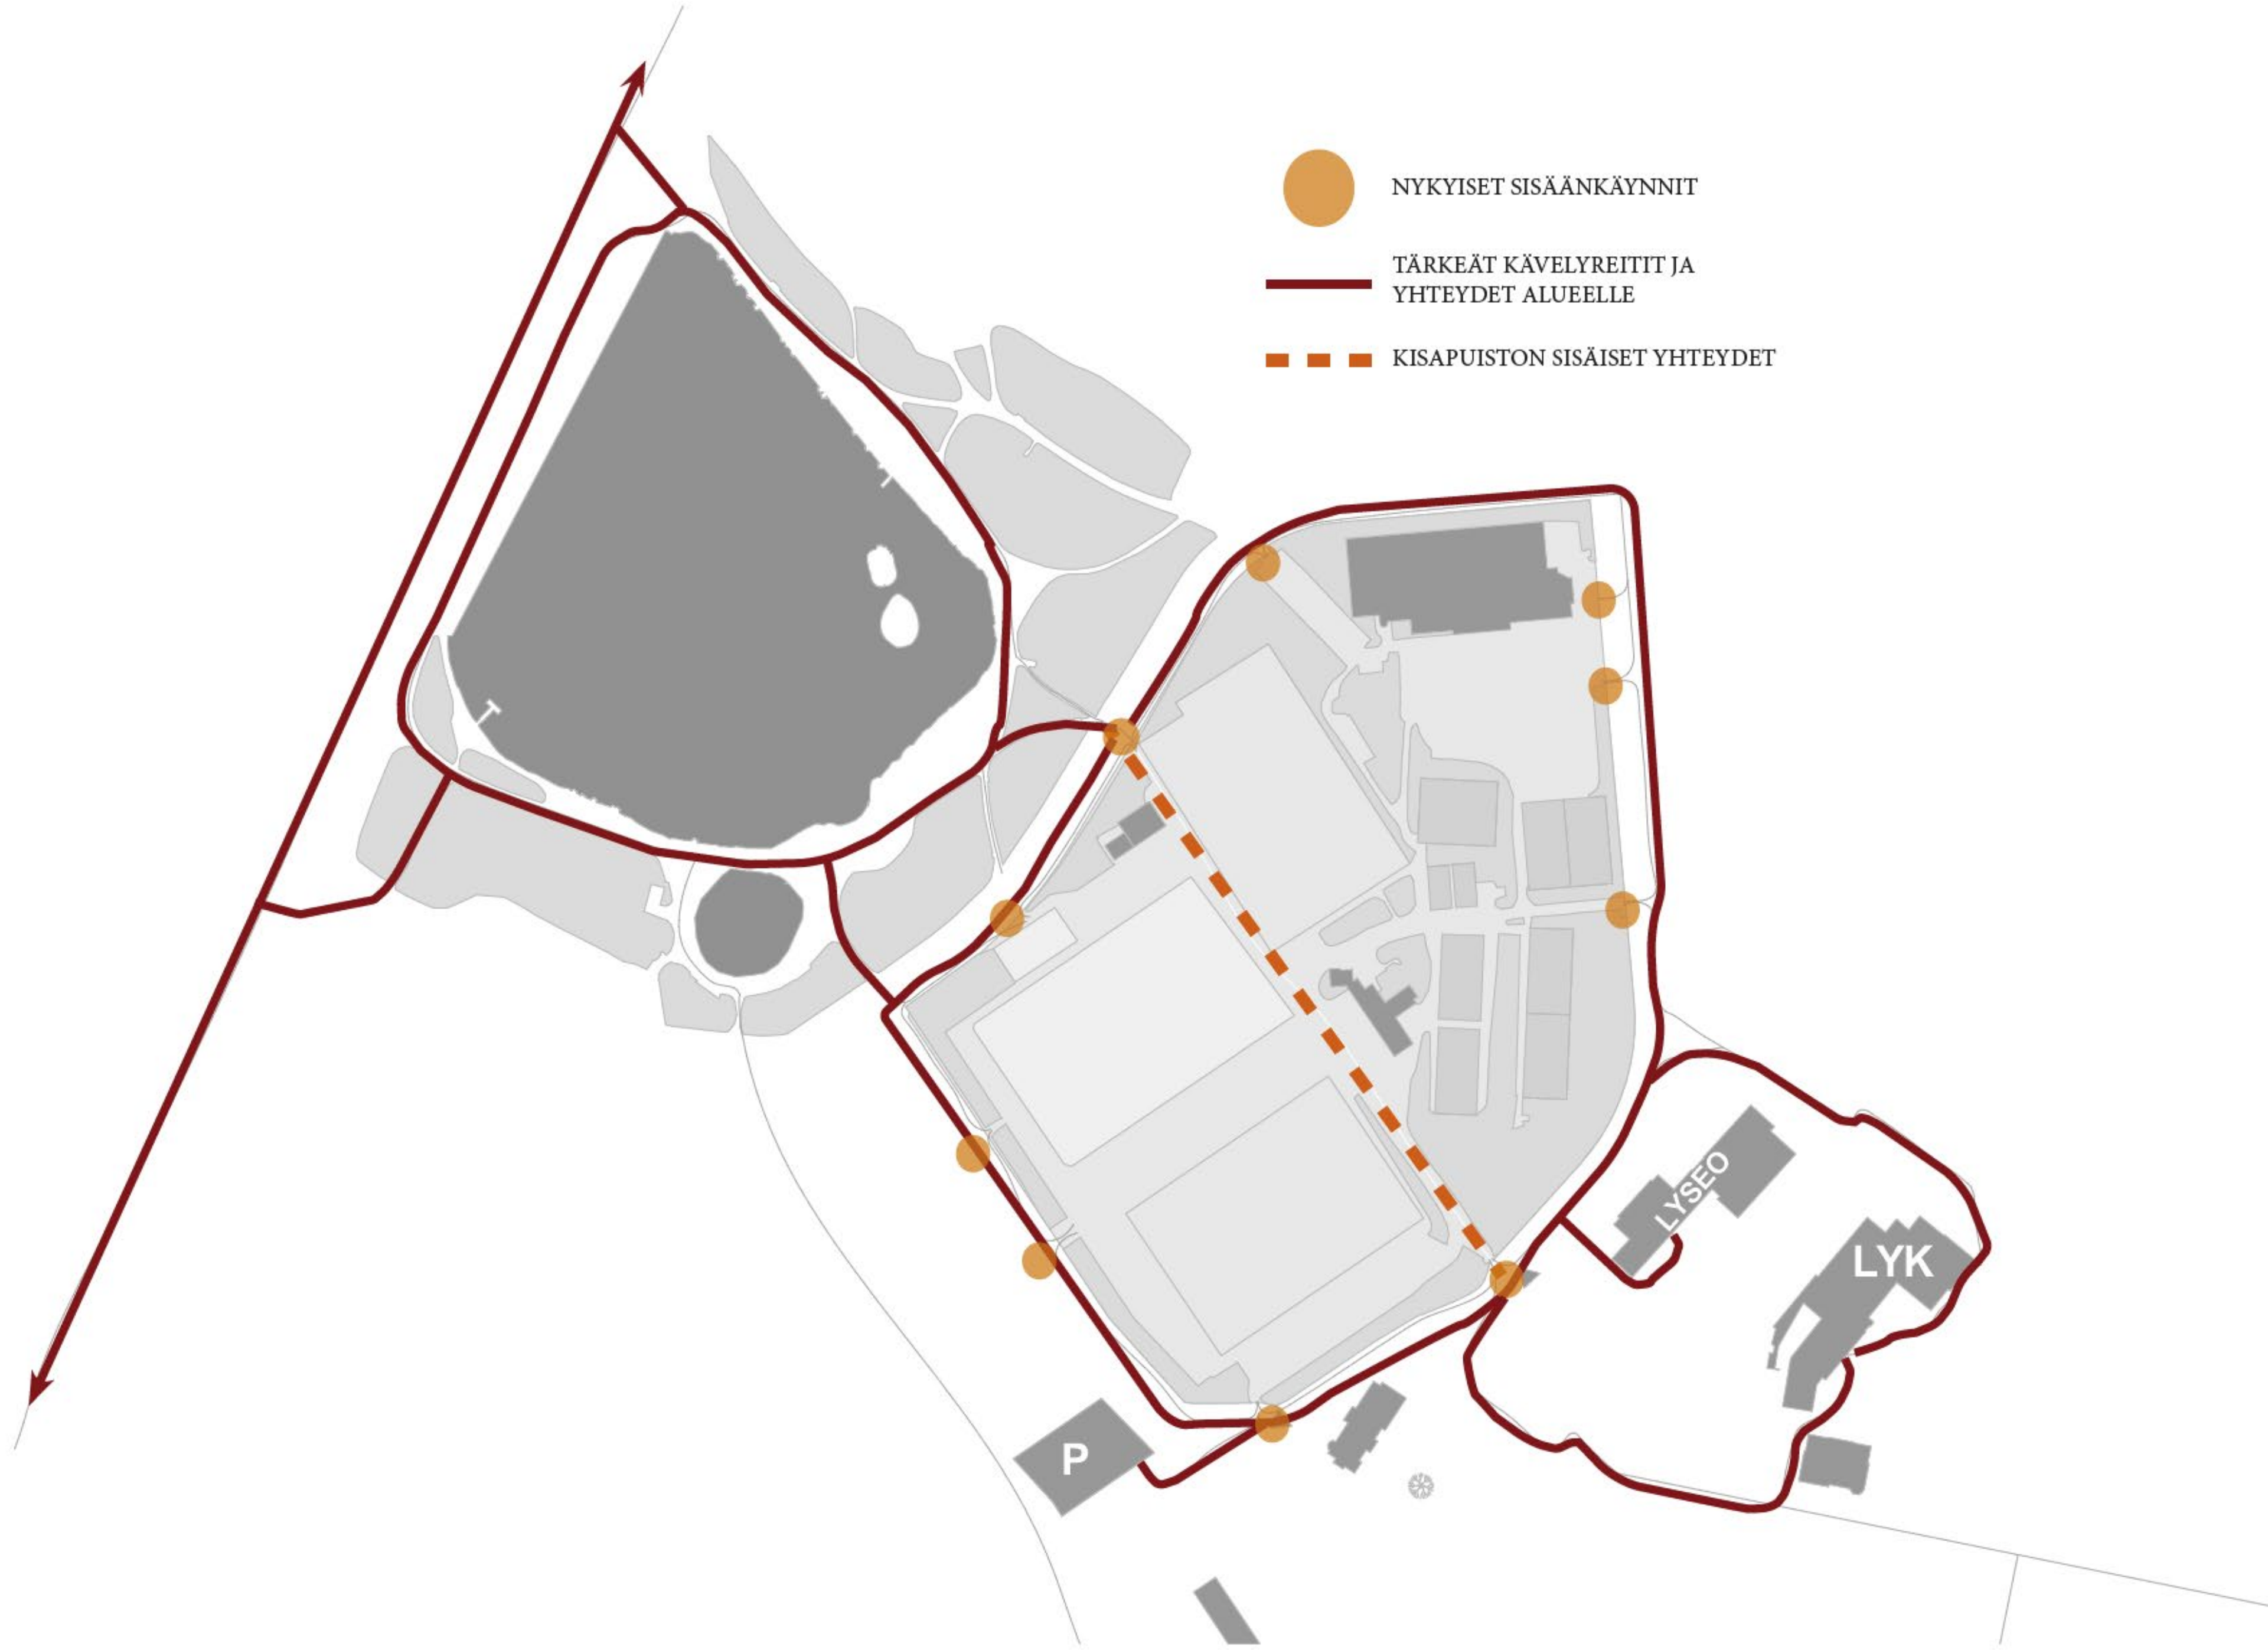 NYKYISET SISÄÄNKÄYNNIT
TÄRKEÄT KÄVELYREITIT JA
YHTEYDET ALUEELLE
KISAPUISTON SISÄISET YHTEYDET
LYSEO
LYK
P